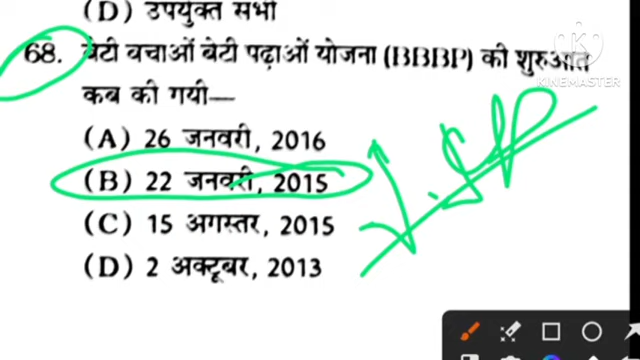 (D) उपर्युक्त सभी
68. बेटी बचाओं बेटी पढ़ाओं योजना (BBBP) की शुरुआत
कब की गयी—
(A) 26 जनवरी, 2016
(B) 22 जनवरी, 2015
(C) 15 अगस्तर, 2015
(D) 2 अक्टूबर, 2013
KINEMASTER